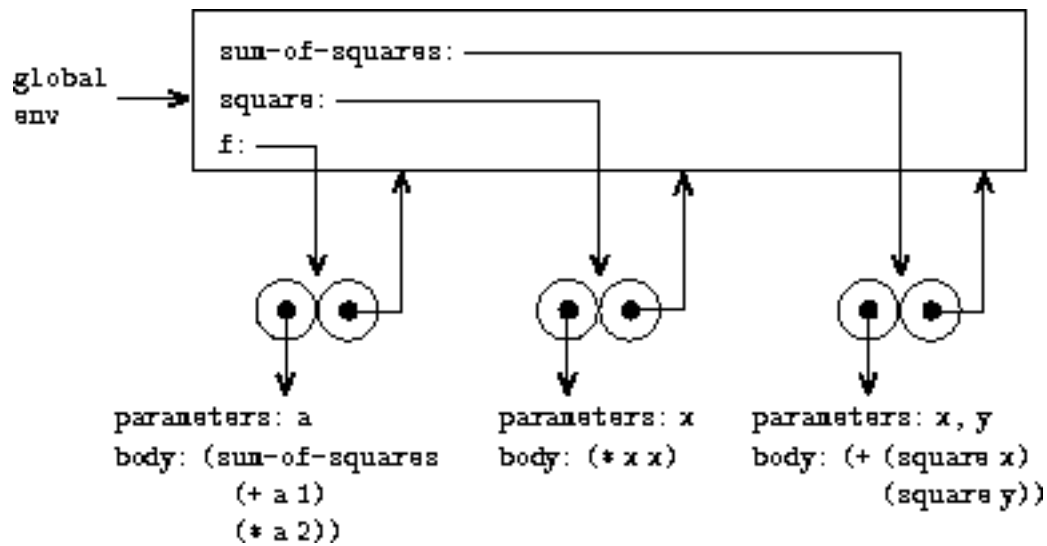 global
env
sum-of-squares:
square:
f:
parameters: a
body: (sum-of-squares
(+ a 1)
(* a 2))
parameters: x
body: (* x x)
parameters: x, y
body: (+ (square x)
(square y))